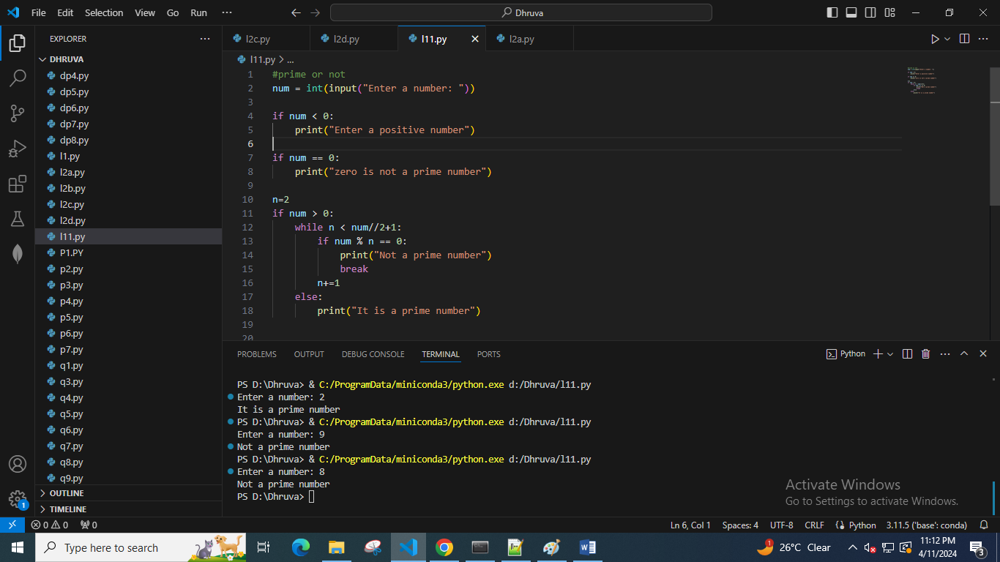 File Edit Selection View Go Run ··· Dhruva
EXPLORER ···
DHRUVA
dp4.py
dp5.py
dp6.py
dp7.py
dp8.py
l1.py
l2a.py
l2b.py
l2c.py
l2d.py
l11.py
P1.PY
p2.py
p3.py
p4.py
p5.py
p6.py
p7.py
q1.py
q3.py
q4.py
q5.py
q6.py
q7.py
q8.py
q9.py
OUTLINE
TIMELINE
l2c.py l2d.py l11.py l2a.py
l11.py > ...
1 #prime or not
2 num = int(input("Enter a number: "))
3
4 if num < 0:
5     print("Enter a positive number")
6
7 if num == 0:
8     print("zero is not a prime number")
9
10 n=2
11 if num > 0:
12     while n < num//2+1:
13         if num % n == 0:
14             print("Not a prime number")
15             break
16         n+=1
17     else:
18         print("It is a prime number")
19
20
PROBLEMS OUTPUT DEBUG CONSOLE TERMINAL PORTS Python
PS D:\Dhruva> & C:/ProgramData/miniconda3/python.exe d:/Dhruva/l11.py
Enter a number: 2
It is a prime number
PS D:\Dhruva> & C:/ProgramData/miniconda3/python.exe d:/Dhruva/l11.py
Enter a number: 9
Not a prime number
PS D:\Dhruva> & C:/ProgramData/miniconda3/python.exe d:/Dhruva/l11.py
Enter a number: 8
Not a prime number
PS D:\Dhruva>
Activate Windows
Go to Settings to activate Windows.
1
0 0 0 Ln 6, Col 1 Spaces: 4 UTF-8 CRLF Python 3.11.5 ('base': conda)
Type here to search 1 26°C Clear 11:12 PM
4/11/2024 3